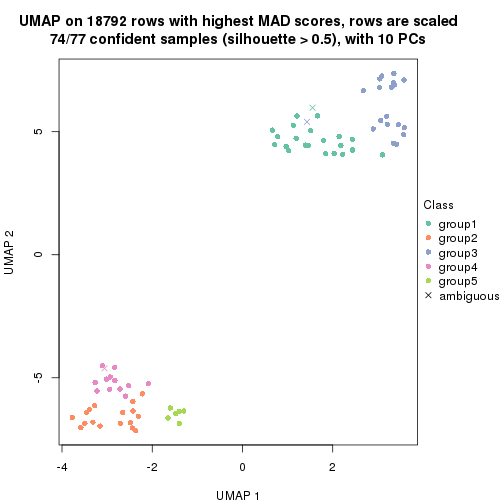 UMAP on 18792 rows with highest MAD scores, rows are scaled
74/77 confident samples (silhouette > 0.5), with 10 PCs
UMAP 2
5
0
-5
-4
-2
0
2
UMAP 1
Class
group1
group2
group3
group4
group5
ambiguous